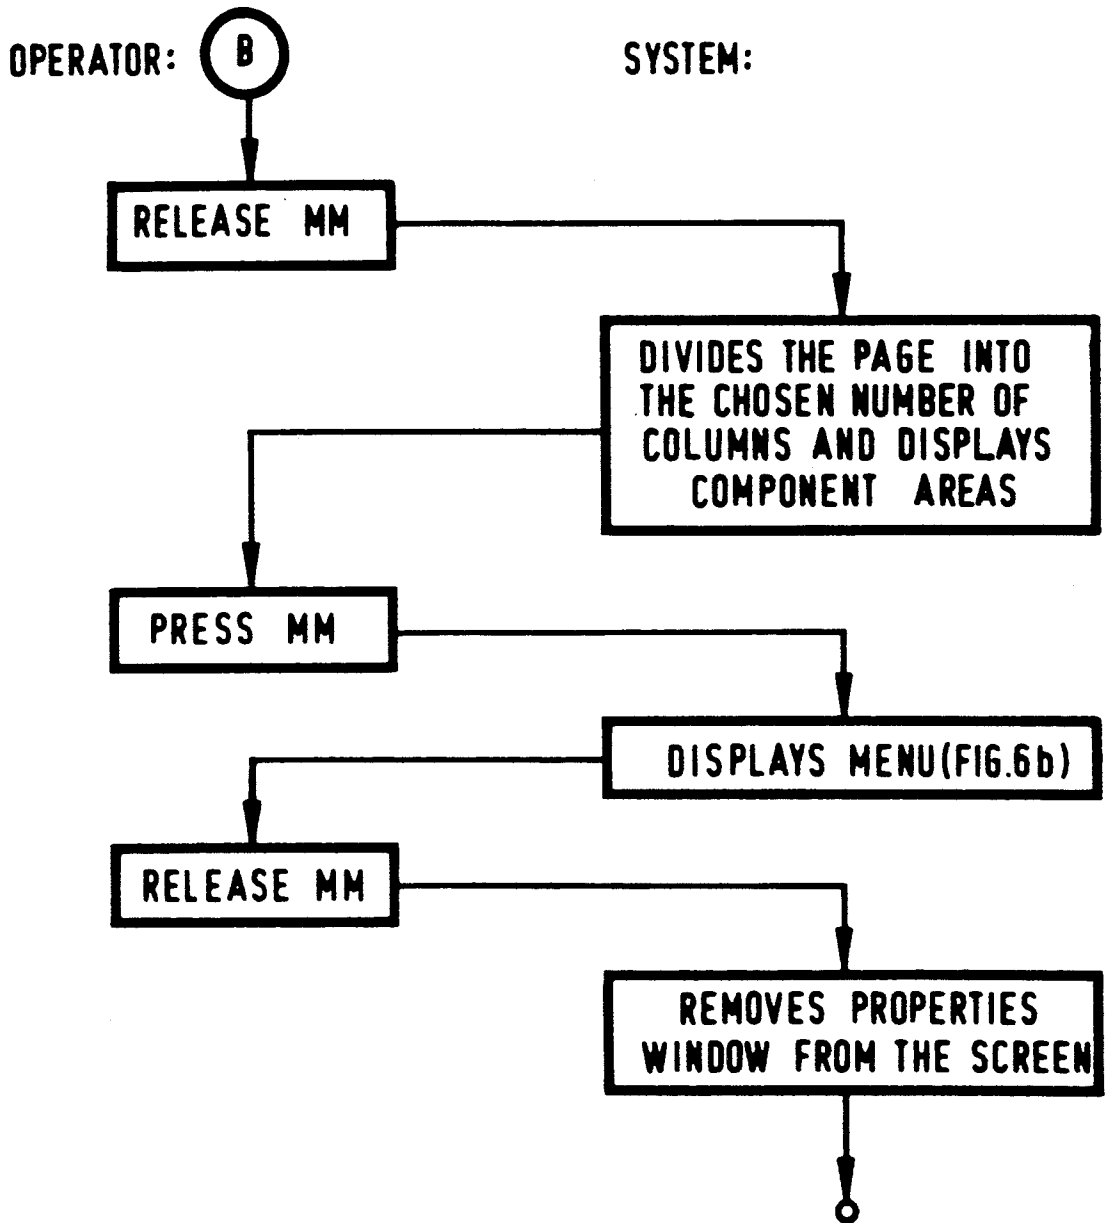 OPERATOR: B SYSTEM:
RELEASE MM
DIVIDES THE PAGE INTO
THE CHOSEN NUMBER OF
COLUMNS AND DISPLAYS
COMPONENT AREAS
PRESS MM
DISPLAYS MENU(FIG.6b)
RELEASE MM
REMOVES PROPERTIES
WINDOW FROM THE SCREEN